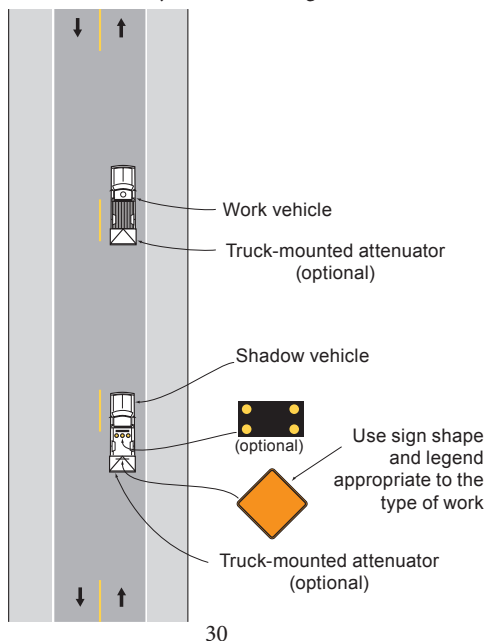 Work vehicle
Truck-mounted attenuator
(optional)
Shadow vehicle
(optional)
Use sign shape
and legend
appropriate to the
type of work
Truck-mounted attenuator
(optional)
30